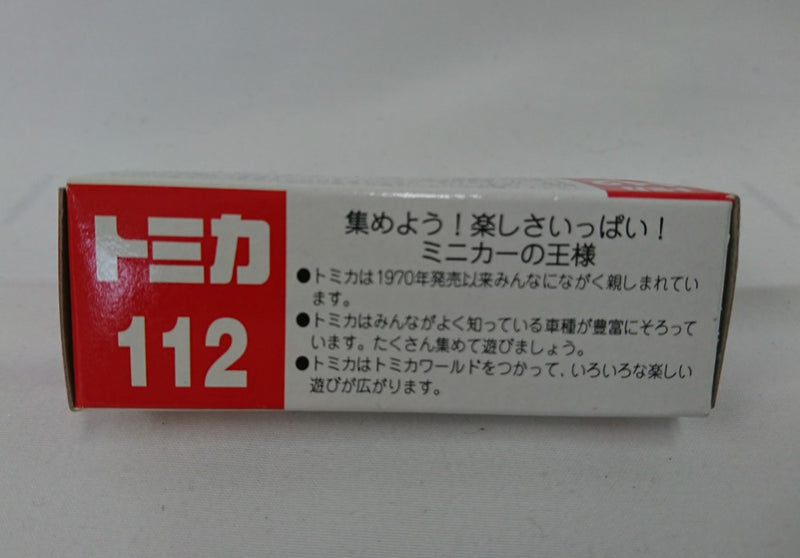 トミカ
112
集めよう！楽しさいっぱい！
ミニカーの王様
●トミカは1970年発売以来みんなにながく親しまれてい
ます。
●トミカはみんながよく知っている車種が豊富にそろって
います。たくさん集めて遊びましょう。
●トミカはトミカワールドをつかって、いろいろな楽しい
遊びが広がります。